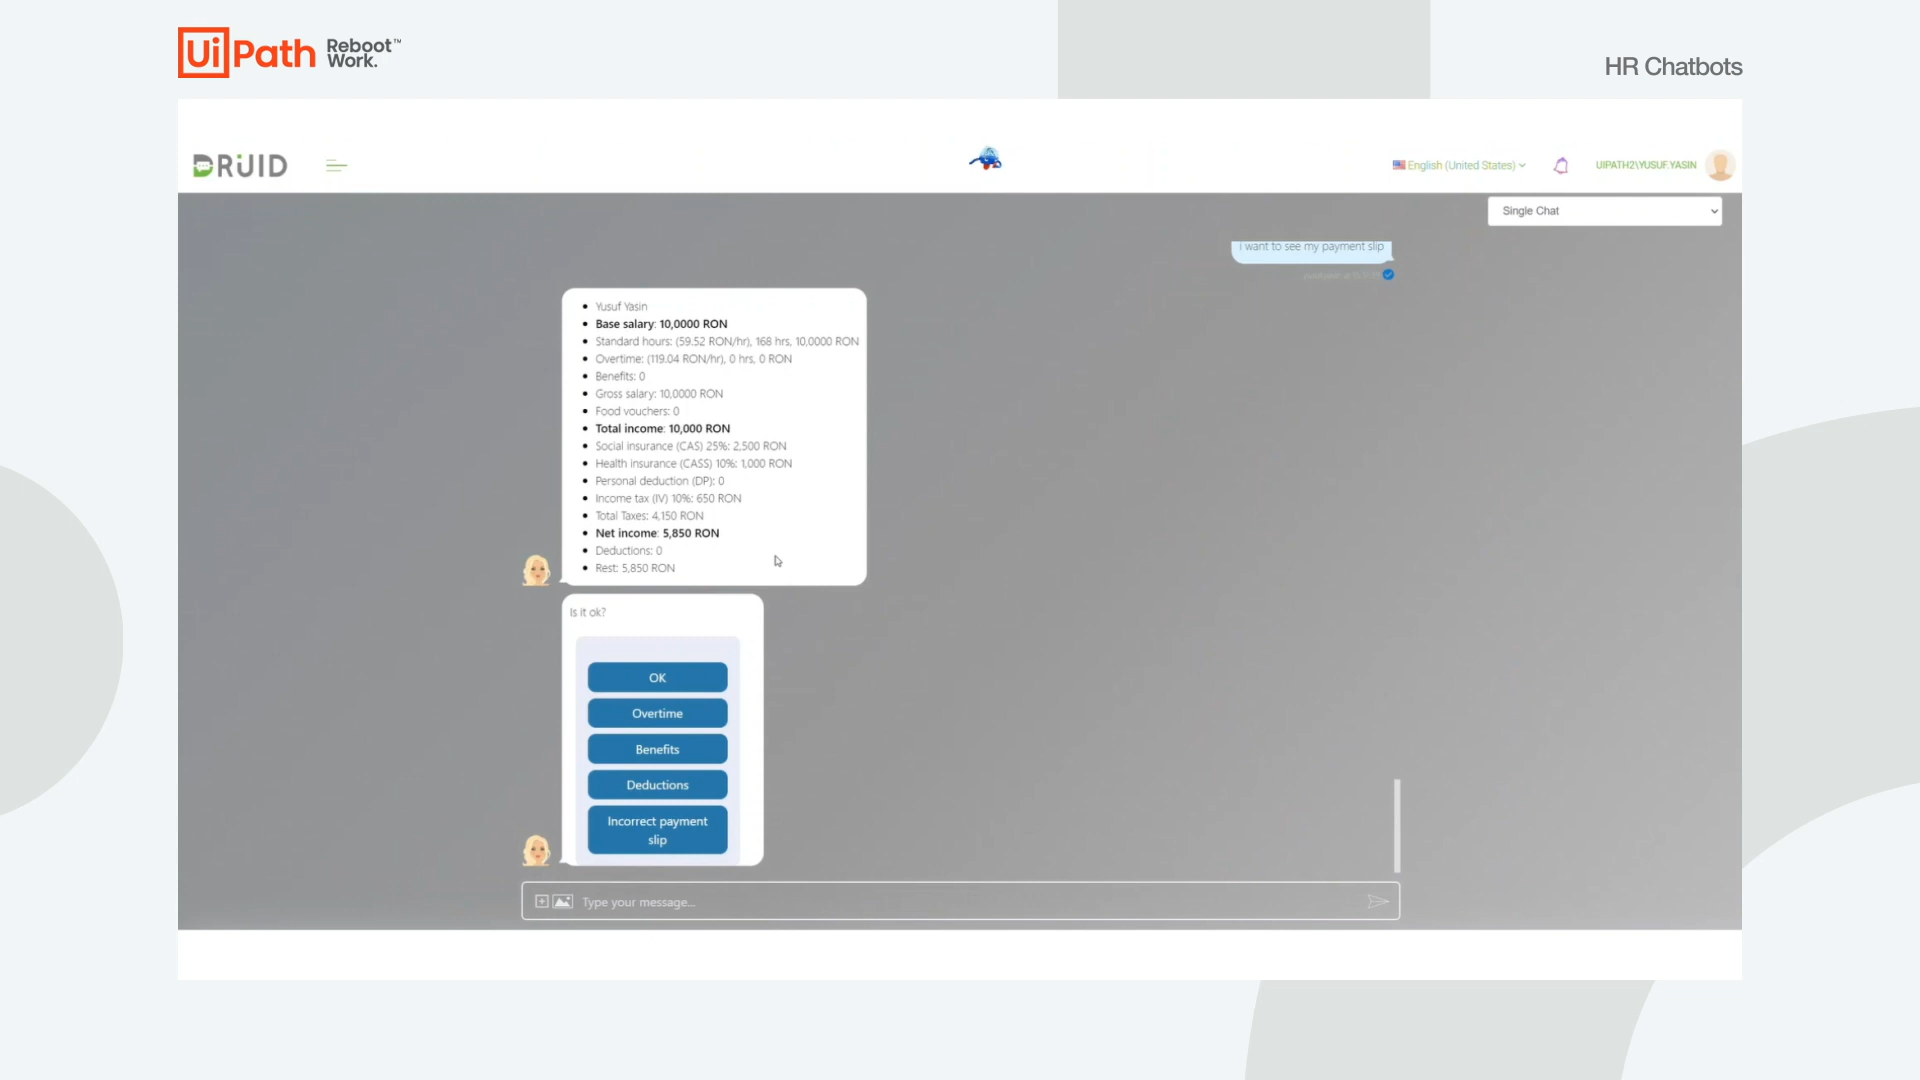 UiPath Reboot™
Work.
HR Chatbots
DRUID
English (United States)
UIPATH2\YUSUF.YASIN
Single Chat
I want to see my payment slip
Yusuf Yasin
Base salary: 10,0000 RON
Standard hours: (59.52 RON/hr), 168 hrs, 10,0000 RON
Overtime: (119.04 RON/hr), 0 hrs, 0 RON
Benefits: 0
Gross salary: 10,0000 RON
Food vouchers: 0
Total income: 10,000 RON
Social insurance (CAS) 25%: 2,500 RON
Health insurance (CASS) 10%: 1,000 RON
Personal deduction (DP): 0
Income tax (IV) 10%: 650 RON
Total Taxes: 4,150 RON
Net income: 5,850 RON
Deductions: 0
Rest: 5,850 RON
Is it ok?
OK
Overtime
Benefits
Deductions
Incorrect payment
slip
Type your message...